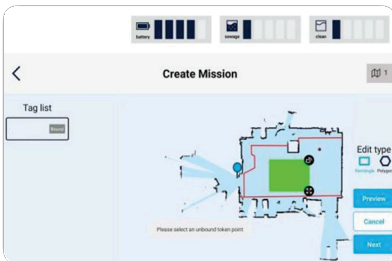 battery
sewage
clean
Create Mission
1
Tag list
Edit type
Rectangle Polygon
Preview
Please select an unbound token point
Cancel
Next